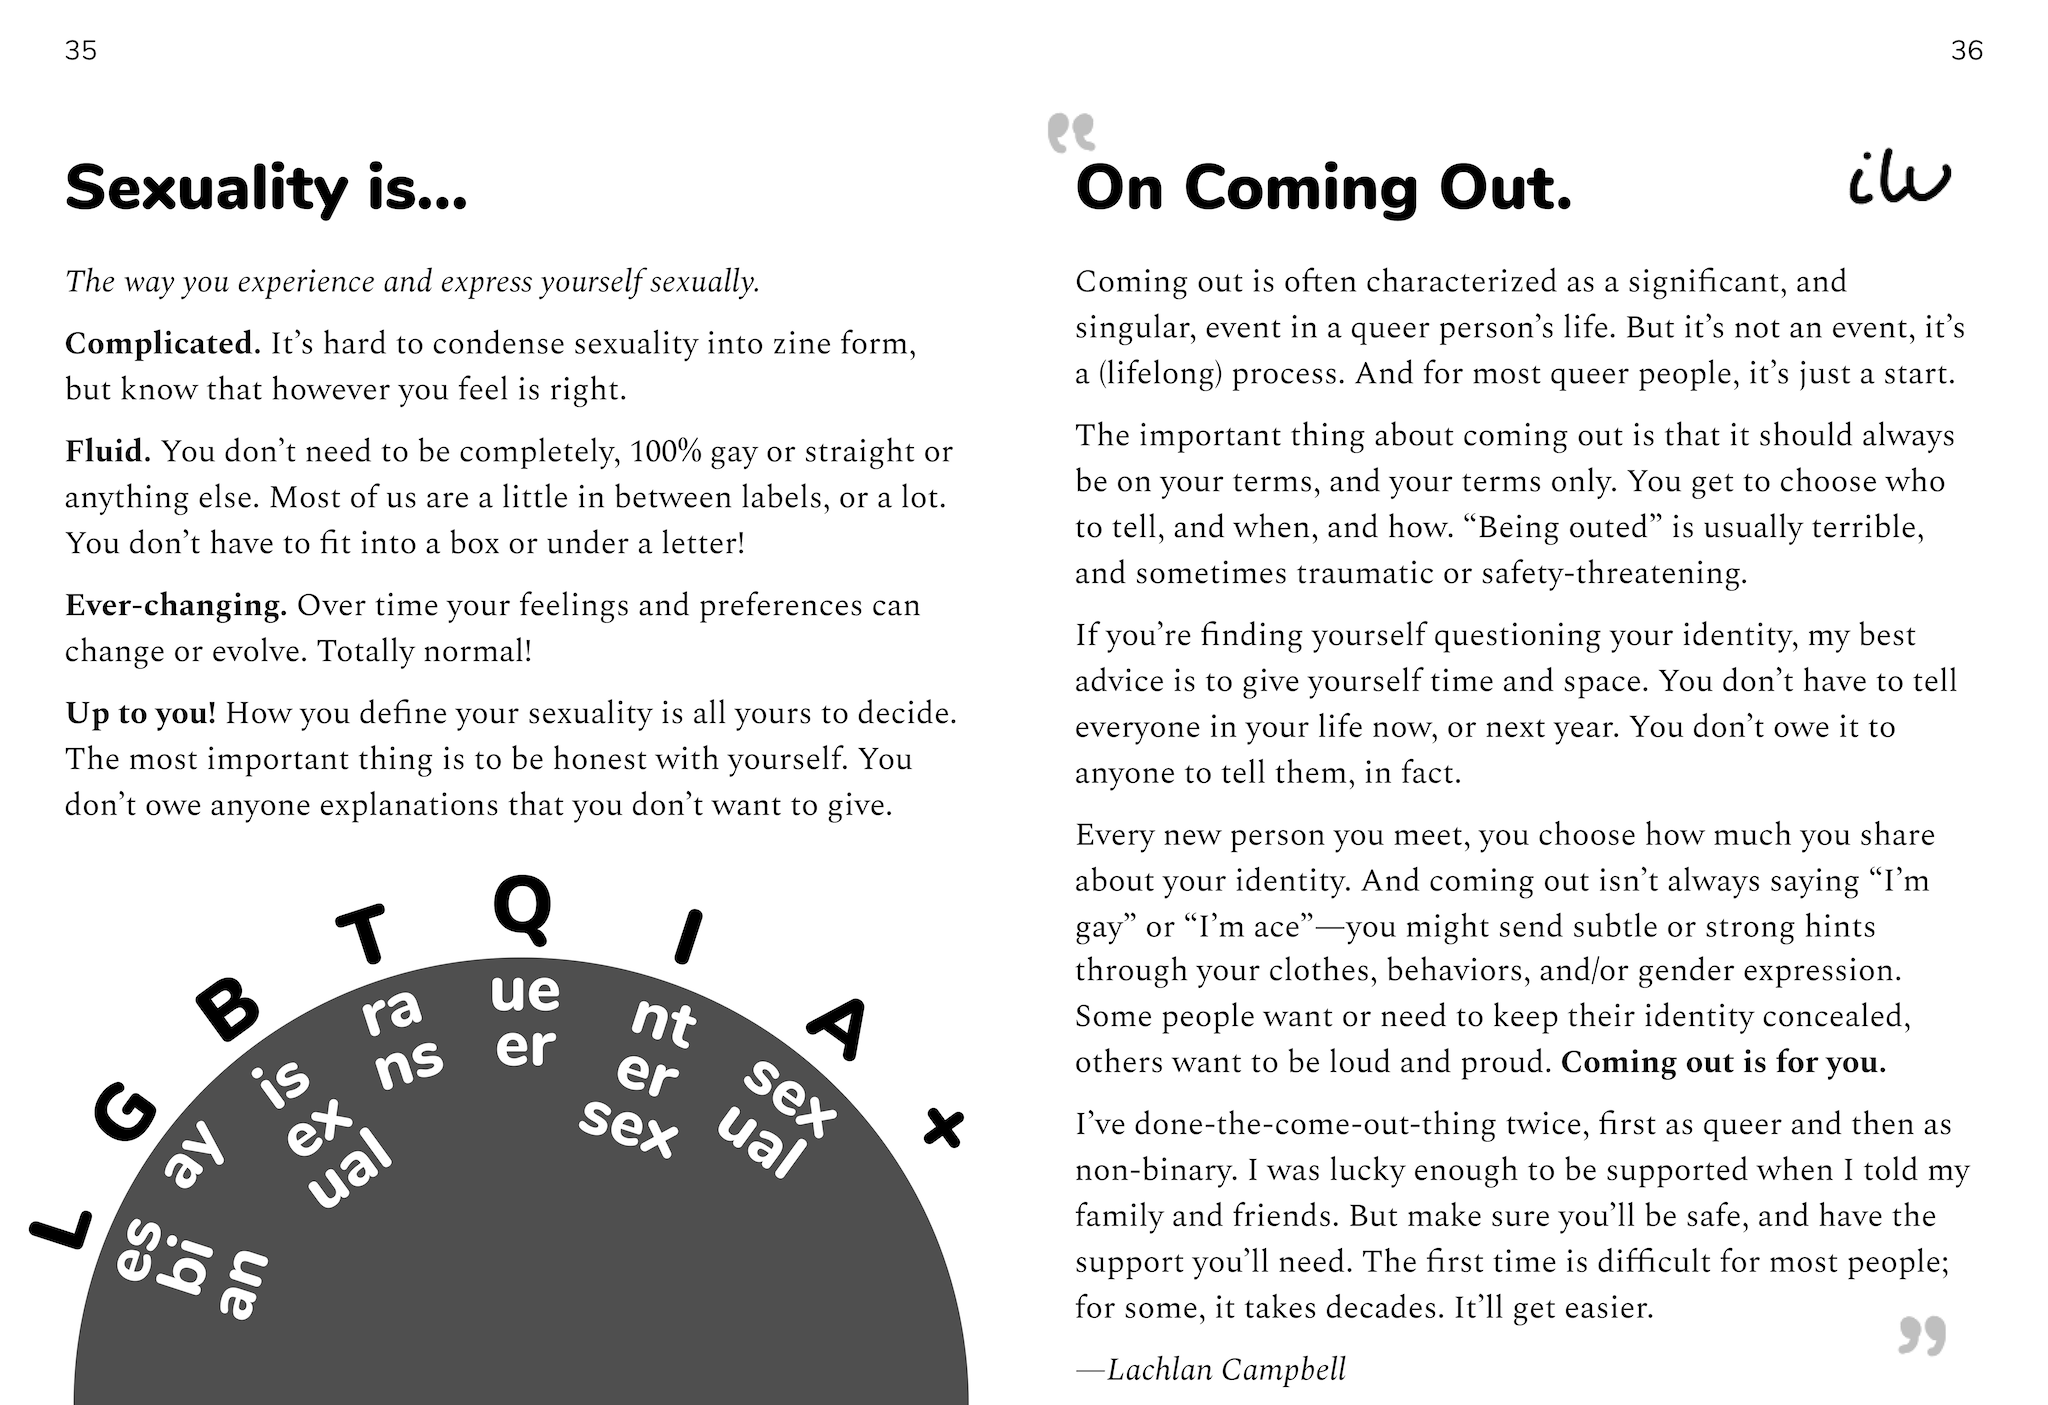 35
Sexuality is...
The way you experience and express yourself sexually.
Complicated. It’s hard to condense sexuality into zine form,
but know that however you feel is right.
Fluid. You don’t need to be completely, 100% gay or straight or
anything else. Most of us are a little in between labels, or a lot.
You don’t have to fit into a box or under a letter!
Ever-changing. Over time your feelings and preferences can
change or evolve. Totally normal!
Up to you! How you define your sexuality is all yours to decide.
The most important thing is to be honest with yourself. You
don’t owe anyone explanations that you don’t want to give.
L
es
bi
an
G
ay
B
is
ex
ual
T
ra
ns
Q
ue
er
I
nt
er
sex
A
sex
ual
+
36
“
On Coming Out.
ilw
Coming out is often characterized as a significant, and
singular, event in a queer person’s life. But it’s not an event, it’s
a (lifelong) process. And for most queer people, it’s just a start.
The important thing about coming out is that it should always
be on your terms, and your terms only. You get to choose who
to tell, and when, and how. “Being outed” is usually terrible,
and sometimes traumatic or safety-threatening.
If you’re finding yourself questioning your identity, my best
advice is to give yourself time and space. You don’t have to tell
everyone in your life now, or next year. You don’t owe it to
anyone to tell them, in fact.
Every new person you meet, you choose how much you share
about your identity. And coming out isn’t always saying “I’m
gay” or “I’m ace”—you might send subtle or strong hints
through your clothes, behaviors, and/or gender expression.
Some people want or need to keep their identity concealed,
others want to be loud and proud. Coming out is for you.
I’ve done-the-come-out-thing twice, first as queer and then as
non-binary. I was lucky enough to be supported when I told my
family and friends. But make sure you’ll be safe, and have the
support you’ll need. The first time is difficult for most people;
for some, it takes decades. It’ll get easier.
”
—Lachlan Campbell